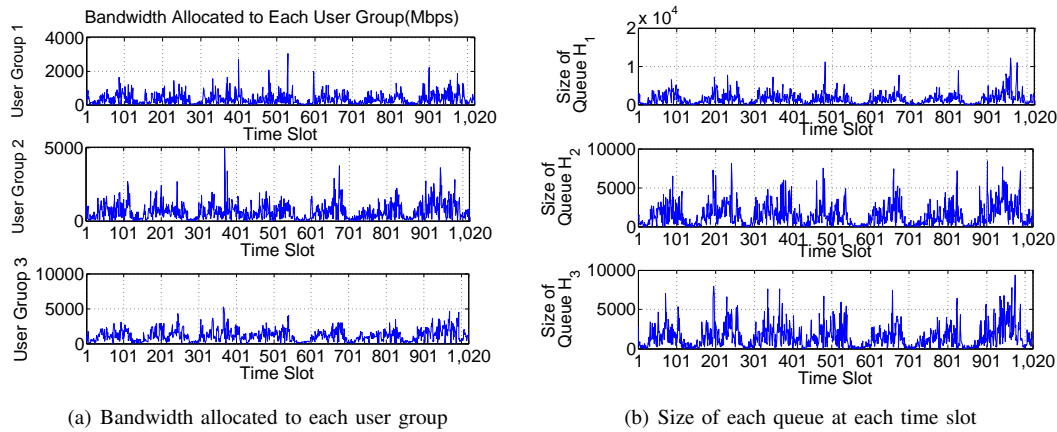 Bandwidth Allocated to Each User Group(Mbps)
User Group 1
4000
2000
0
1 101 201 301 401 501 601 701 801 901 1,020
Time Slot
User Group 2
5000
0
1 101 201 301 401 501 601 701 801 901 1,020
Time Slot
User Gruop 3
10000
5000
0
1 101 201 301 401 501 601 701 801 901 1,020
Time Slot
(a) Bandwidth allocated to each user group
Size of
Queue H₁
2 x 10⁴
1
0
1 101 201 301 401 501 601 701 801 901 1,020
Time Slot
Size of
Queue H₂
10000
5000
0
1 101 201 301 401 501 601 701 801 901 1,020
Time Slot
Size of
Queue H₃
10000
5000
0
1 101 201 301 401 501 601 701 801 901 1,020
Time Slot
(b) Size of each queue at each time slot